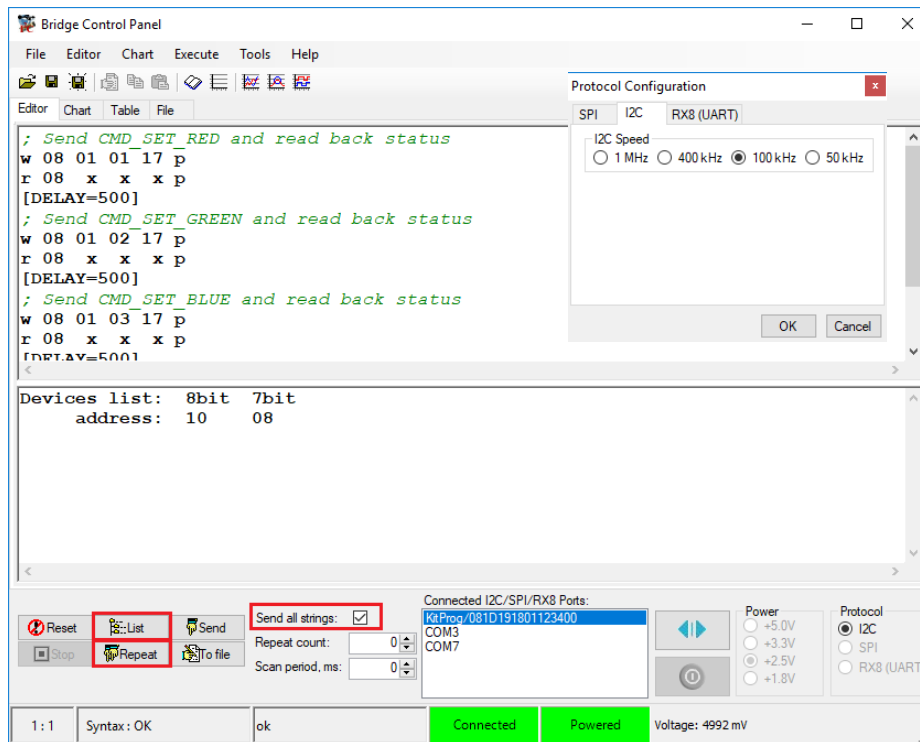 Bridge Control Panel
File Editor Chart Execute Tools Help
Editor Chart Table File
; Send CMD_SET_RED and read back status
w 08 01 01 17 p
r 08 x x x p
[DELAY=500]
; Send CMD_SET_GREEN and read back status
w 08 01 02 17 p
r 08 x x x p
[DELAY=500]
; Send CMD_SET_BLUE and read back status
w 08 01 03 17 p
r 08 x x x p
[DELAY=500]
Protocol Configuration
x
SPI I2C RX8 (UART)
I2C Speed
1 MHz 400 kHz 100 kHz 50 kHz
OK Cancel
Devices list: 8bit 7bit
address: 10 08
Reset List Send
Stop Repeat To file
Send all strings:
Repeat count: 0
Scan period, ms: 0
Connected I2C/SPI/RX8 Ports:
KitProg/081D191801123400
COM3
COM7
Power
+5.0V
+3.3V
+2.5V
+1.8V
Protocol
I2C
SPI
RX8 (UART
1 : 1 Syntax : OK ok Connected Powered Voltage: 4992 mV